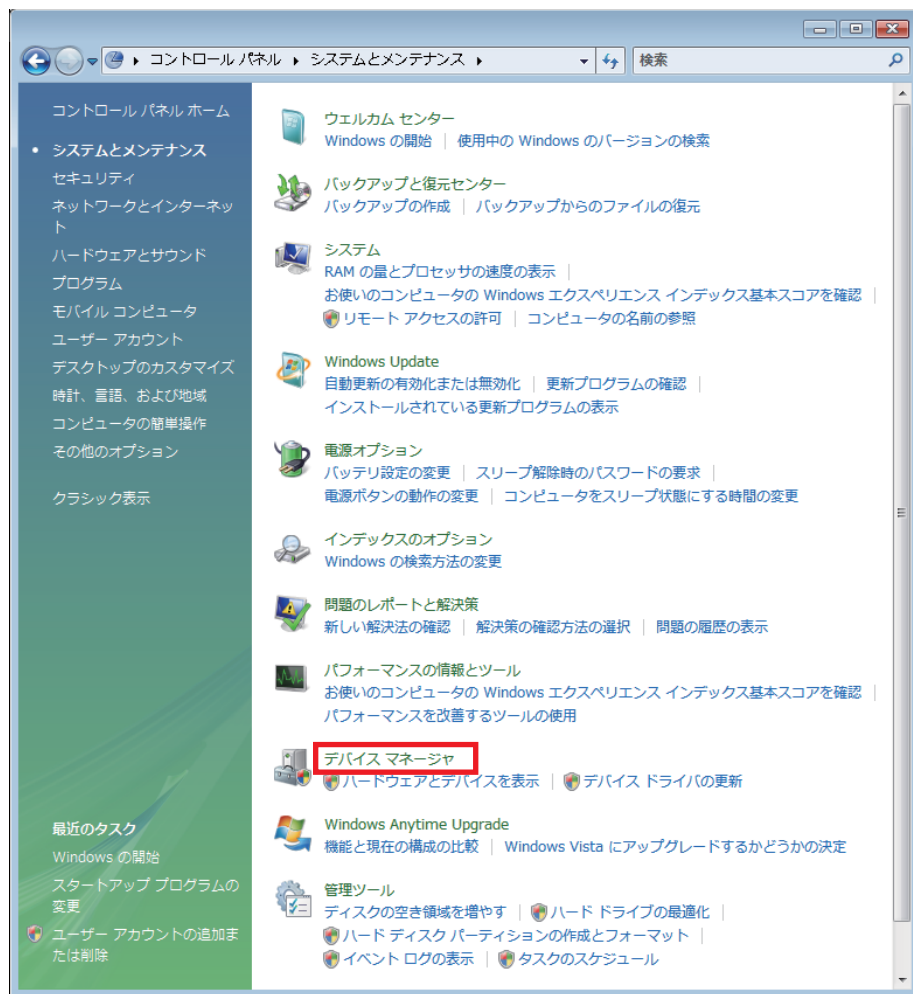 コントロール パネル ▸ システムとメンテナンス ▸
検索
コントロール パネル ホーム
• システムとメンテナンス
セキュリティ
ネットワークとインターネッ
ト
ハードウェアとサウンド
プログラム
モバイル コンピュータ
ユーザー アカウント
デスクトップのカスタマイズ
時計、言語、および地域
コンピュータの簡単操作
その他のオプション
クラシック表示
最近のタスク
Windows の開始
スタートアップ プログラムの
変更
ユーザー アカウントの追加ま
たは削除
ウェルカム センター
Windows の開始 | 使用中の Windows のバージョンの検索
バックアップと復元センター
バックアップの作成 | バックアップからのファイルの復元
システム
RAM の量とプロセッサの速度の表示 |
お使いのコンピュータの Windows エクスペリエンス インデックス基本スコアを確認 |
リモート アクセスの許可 | コンピュータの名前の参照
Windows Update
自動更新の有効化または無効化 | 更新プログラムの確認 |
インストールされている更新プログラムの表示
電源オプション
バッテリ設定の変更 | スリープ解除時のパスワードの要求 |
電源ボタンの動作の変更 | コンピュータをスリープ状態にする時間の変更
インデックスのオプション
Windows の検索方法の変更
問題のレポートと解決策
新しい解決法の確認 | 解決策の確認方法の選択 | 問題の履歴の表示
パフォーマンスの情報とツール
お使いのコンピュータの Windows エクスペリエンス インデックス基本スコアを確認 |
パフォーマンスを改善するツールの使用
デバイス マネージャ
ハードウェアとデバイスを表示 | デバイス ドライバの更新
Windows Anytime Upgrade
機能と現在の構成の比較 | Windows Vista にアップグレードするかどうかの決定
管理ツール
ディスクの空き領域を増やす | ハード ドライブの最適化 |
ハード ディスク パーティションの作成とフォーマット |
イベント ログの表示 | タスクのスケジュール